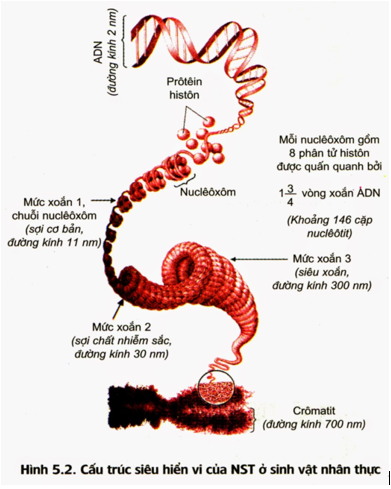 ADN
(đường kính 2 nm)
Prôtêin
histôn
Mỗi nuclêôxôm gồm
8 phân tử histôn
được quấn quanh bởi
1 3/4 vòng xoắn ADN
(Khoảng 146 cặp
nuclêôtit)
Nuclêôxôm
Mức xoắn 1,
chuỗi nuclêôxôm
(sợi cơ bản,
đường kính 11 nm)
Mức xoắn 3
(siêu xoắn,
đường kính 300 nm)
Mức xoắn 2
(sợi chất nhiễm sắc,
đường kính 30 nm)
Crômatit
(đường kính 700 nm)
Hình 5.2. Cấu trúc siêu hiển vi của NST ở sinh vật nhân thực